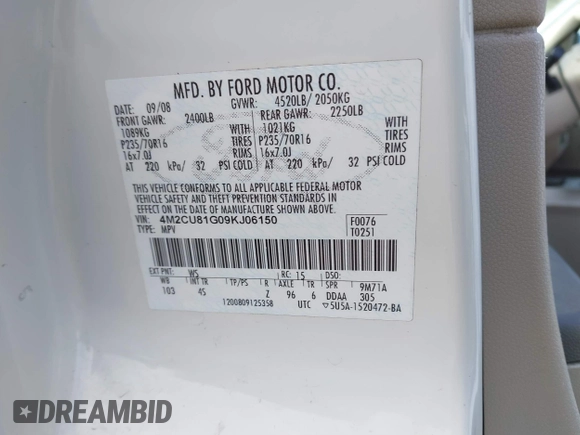 MFD. BY FORD MOTOR CO.
DATE: 09/08 GVWR: 4520LB/ 2050KG
FRONT GAWR: 2400LB REAR GAWR: 2250LB
1089KG WITH 1021KG WITH
P235/70R16 TIRES P235/70R16 TIRES
16x7.0J RIMS 16x7.0J RIMS
AT 220 kPa/ 32 PSI COLD AT 220 kPa/ 32 PSI COLD
THIS VEHICLE CONFORMS TO ALL APPLICABLE FEDERAL MOTOR
VEHICLE SAFETY AND THEFT PREVENTION STANDARDS IN
EFFECT ON THE DATE OF MANUFACTURE SHOWN ABOVE.
VIN: 4M2CU81G09KJ06150 F0076
TYPE: MPV T0251
EXT PNT: WS RC: 15 DSO:
WB INT TR TP/PS R AXLE TR SPR 9M71A
103 45 Z 96 6 DDAA 305
1200809125358 UTC ▽5U5A-1520472-BA
DREAMBID